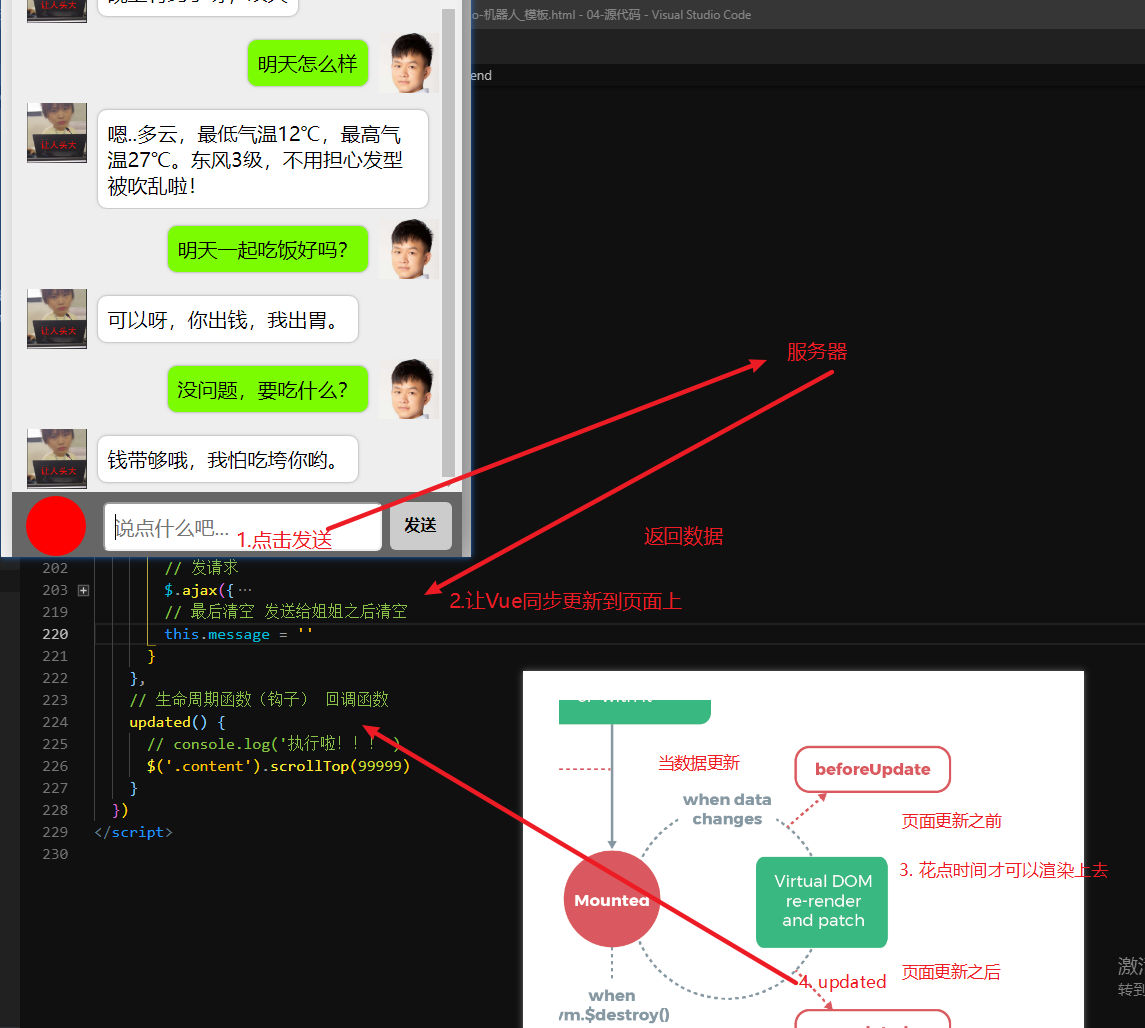 -机器人_模板.html - 04-源代码 - Visual Studio Code
end
让人头大
明天怎么样
让人头大
嗯..多云，最低气温12℃，最高气
温27℃。东风3级，不用担心发型
被吹乱啦！
明天一起吃饭好吗？
让人头大
可以呀，你出钱，我出胃。
没问题，要吃什么？
让人头大
钱带够哦，我怕吃垮你哟。
说点什么吧...
1.点击发送
发送
服务器
返回数据
2.让Vue同步更新到页面上
202 // 发请求
203 $.ajax({…
219 // 最后清空 发送给姐姐之后清空
220 this.message = ''
221 }
222 },
223 // 生命周期函数（钩子） 回调函数
224 updated() {
225 // console.log('执行啦！！！ )
226 $('.content').scrollTop(99999)
227 }
228 })
229 </script>
230
当数据更新
beforeUpdate
when data
changes
页面更新之前
Virtual DOM
re-render
and patch
3. 花点时间才可以渲染上去
Mounted
页面更新之后
4. updated
when
vm.$destroy()
转到